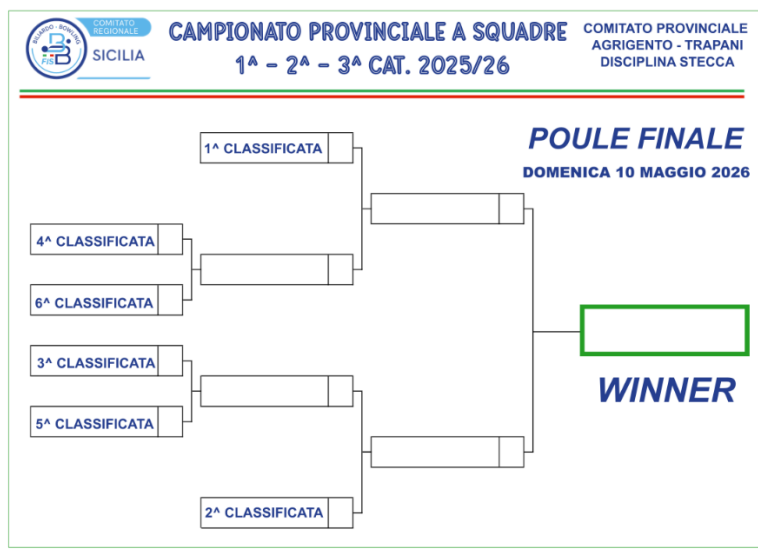 BILIARDO - BOWLING
FISBB
COMITATO
REGIONALE
SICILIA
CAMPIONATO PROVINCIALE A SQUADRE
1^ - 2^ - 3^ CAT. 2025/26
COMITATO PROVINCIALE
AGRIGENTO - TRAPANI
DISCIPLINA STECCA
POULE FINALE
DOMENICA 10 MAGGIO 2026
1^ CLASSIFICATA
4^ CLASSIFICATA
6^ CLASSIFICATA
3^ CLASSIFICATA
5^ CLASSIFICATA
2^ CLASSIFICATA
WINNER